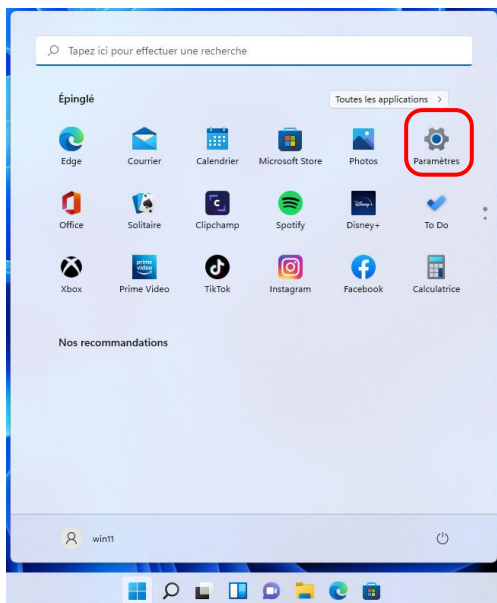 Tapez ici pour effectuer une recherche
Épinglé
Toutes les applications >
Edge Courrier Calendrier Microsoft Store Photos Paramètres
Office Solitaire Clipchamp Spotify Disney+ To Do
Xbox Prime Video TikTok Instagram Facebook Calculatrice
Nos recommandations
win11